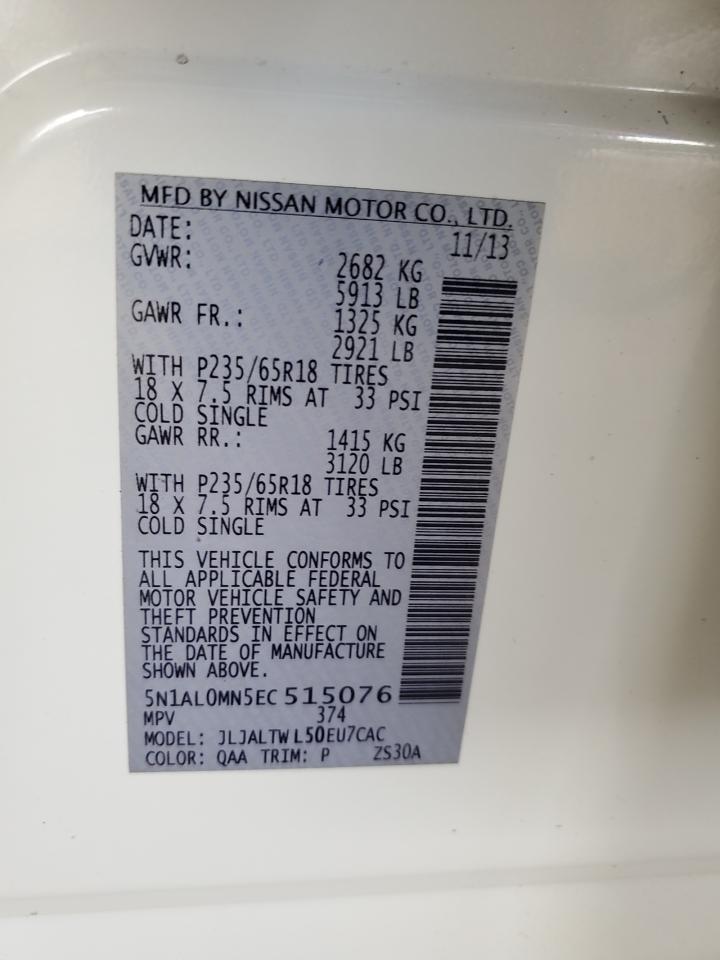 MFD BY NISSAN MOTOR CO., LTD.
DATE: 11/13
GVWR: 2682 KG
5913 LB
GAWR FR.: 1325 KG
2921 LB
WITH P235/65R18 TIRES
18 X 7.5 RIMS AT 33 PSI
COLD SINGLE
GAWR RR.: 1415 KG
3120 LB
WITH P235/65R18 TIRES
18 X 7.5 RIMS AT 33 PSI
COLD SINGLE
THIS VEHICLE CONFORMS TO
ALL APPLICABLE FEDERAL
MOTOR VEHICLE SAFETY AND
THEFT PREVENTION
STANDARDS IN EFFECT ON
THE DATE OF MANUFACTURE
SHOWN ABOVE.
5N1AL0MN5EC 515076
MPV 374
MODEL: JLJALTW L50EU7CAC
COLOR: QAA TRIM: P ZS30A